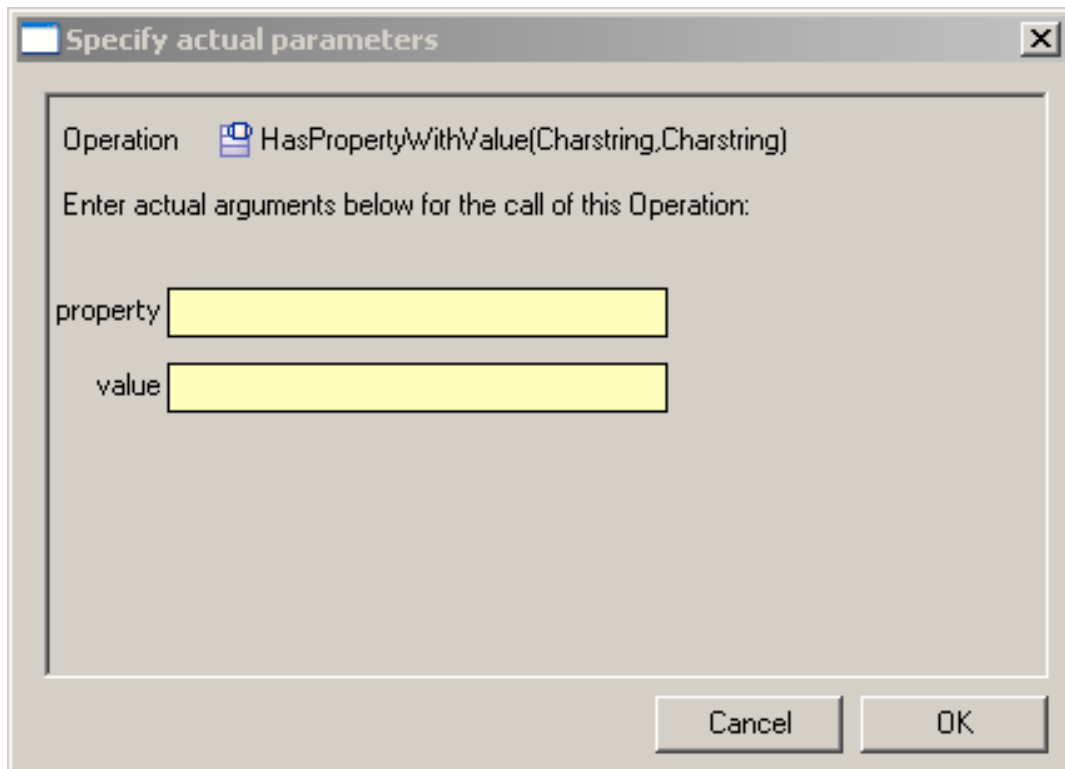 Specify actual parameters
Operation HasPropertyWithValue(Charstring,Charstring)
Enter actual arguments below for the call of this Operation:
property
value
Cancel OK